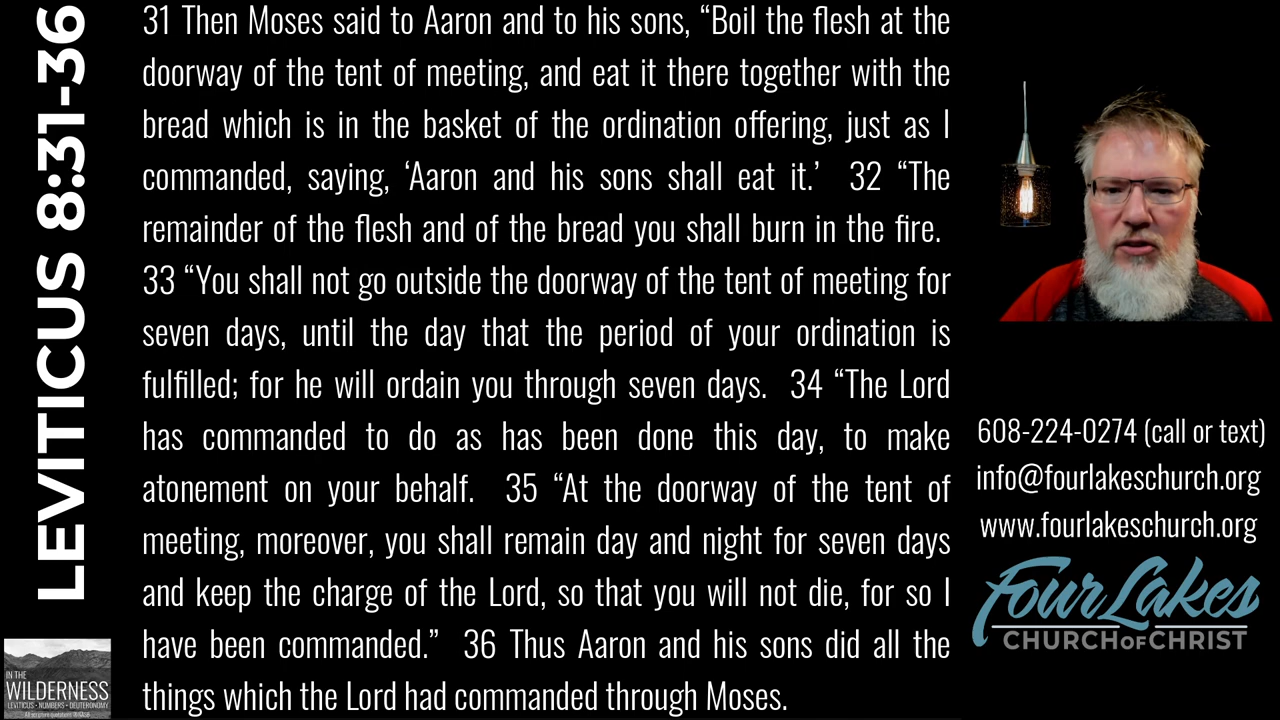 LEVITICUS 8:31-36
31 Then Moses said to Aaron and to his sons, “Boil the flesh at the
doorway of the tent of meeting, and eat it there together with the
bread which is in the basket of the ordination offering, just as I
commanded, saying, ‘Aaron and his sons shall eat it.’ 32 “The
remainder of the flesh and of the bread you shall burn in the fire.
33 “You shall not go outside the doorway of the tent of meeting for
seven days, until the day that the period of your ordination is
fulfilled; for he will ordain you through seven days. 34 “The Lord
has commanded to do as has been done this day, to make
atonement on your behalf. 35 “At the doorway of the tent of
meeting, moreover, you shall remain day and night for seven days
and keep the charge of the Lord, so that you will not die, for so I
have been commanded.” 36 Thus Aaron and his sons did all the
things which the Lord had commanded through Moses.
608-224-0274 (call or text)
info@fourlakeschurch.org
www.fourlakeschurch.org
Four Lakes
CHURCH OF CHRIST
IN THE
WILDERNESS
LEVITICUS - NUMBERS - DEUTERONOMY